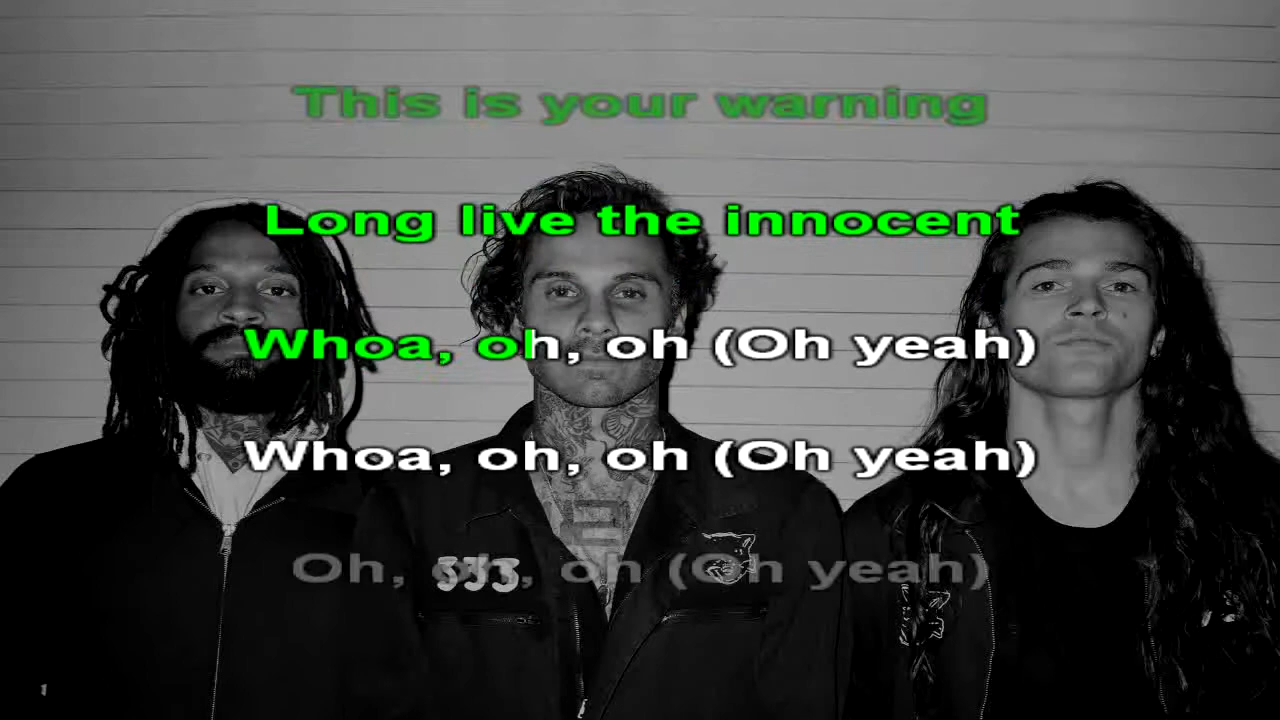 This is your warning
Long live the innocent
Whoa, oh, oh (Oh yeah)
Whoa, oh, oh (Oh yeah)
Oh, oh, oh (Oh yeah)
333